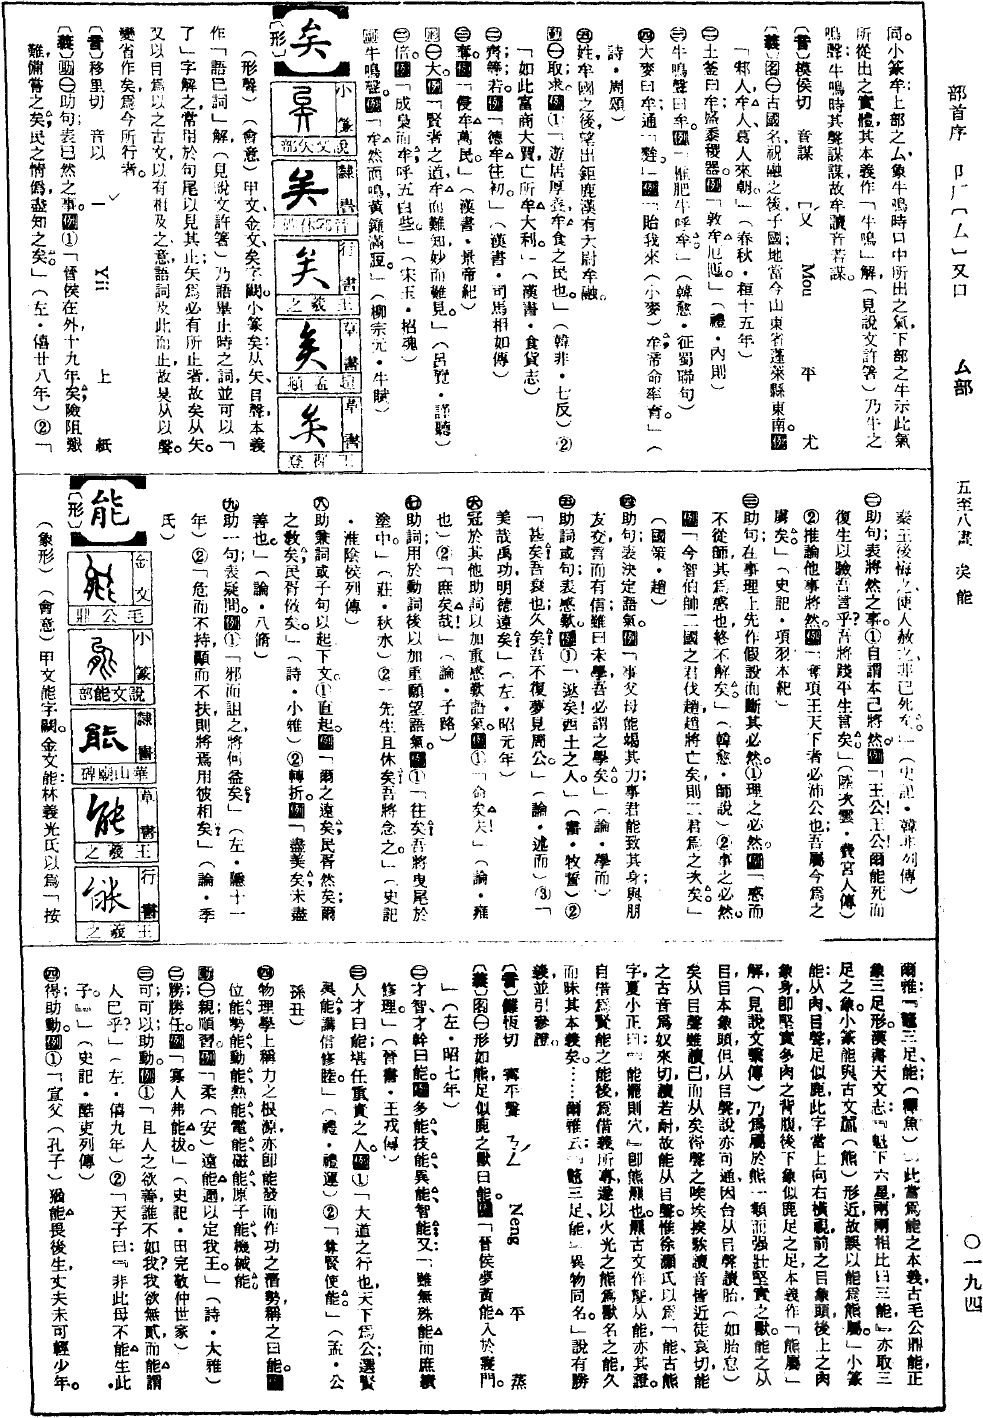 部首序 卩厂〔ㄙ〕又口 ㄙ部 五至八畫 矣 能 〇一九四
同。小篆牟：上部之ㄙ象牛鳴時口中所出之氣，下部之牛示此氣
所從出之實體，其本義作「牛鳴」解（見說文許箸）乃牛之
鳴聲；牛鳴時其聲謀謀，故牟讀音若謀。
〔音〕模侯切 音謀 ㄇㄡˊ Mou 平 尤
〔義〕名㊀古國名，祝融之後，子國，地當今山東省蓬萊縣東南。例
「邾人，牟人，葛人來朝。」（春秋・桓十五年）
㊁土釜曰牟，盛黍稷器。例「敦牟卮匜」（禮・內則）
㊂牛鳴聲曰牟。例「椎肥牛呼牟」（韓愈・征蜀聯句）
㊃大麥曰牟，通「麰」。例「貽我來（小麥）牟，帝命率育。」（
詩・周頌）
㊄姓，牟國之後，望出鉅鹿，漢有大尉牟融。
動㊀取；求。例①「遊居厚養，牟食之民也。」（韓非・七反）②
「如此富商大賈，亡所牟大利。」（漢書・食貨志）
㊁齊等；若。例「德牟往初。」（漢書・司馬相如傳）
㊂奪。例「侵牟萬民。」（漢書・景帝紀）
形㊀大。例「賢者之道，牟而難知，妙而難見。」（呂覽・謹聽）
㊁倍。例「成梟而牟，呼五白些。」（宋玉・招魂）
副牛鳴聲。例「牟然而鳴，黃鐘滿脰。」（柳宗元・牛賦）
矣
〔形〕
小篆 說文矢部
隸書
行書 王羲之
草書
草書
（形聲）（會意）甲文金文矣字闕。小篆矣：从矢，㠯聲，本義
作「語已詞」解（見說文許箸）乃語畢止時之詞，並可以「
了」字解之，常用於句尾以見其止，矢爲必有所止者，故矣从矢。
又以㠯爲以之古文，以有相及之意，語詞及此而止，故矣从以聲。
變省作矣，爲今所行者。
〔音〕移里切 音以 ㄧˇ Yii 上 紙
〔義〕助㊀助句，表已然之事。例①「晉侯在外，十九年矣，險阻艱
難，備嘗之矣，民之情僞，盡知之矣。」（左・僖廿八年）②「
秦王後悔之，使人赦之，非已死矣。」（史記・韓非列傳）
㊁助句，表將然之事。①自謂本己將然。例「王公！王公！爾能死而
復生以驗吾言乎？吾將踐平生言矣」
②推論他事將然。例「奪項王天下者，必沛公也，吾屬今爲之
虜矣。」（史記・項羽本紀）
㊂助句，在事理上先作假設，而斷其必然。①理之必然。例「惑而
不從師，其爲惑也，終不解矣。」（韓愈・師說）②事之必然。
例「今智伯帥二國之君伐趙，趙將亡矣，則二君爲之次矣。」
（國策・趙）
㊃助句，表決定語氣。例「事父母能竭其力；事君能致其身；與朋
友交，言而有信；雖曰未學，吾必謂之學矣」（論・學而）
㊄助詞或句，表感歎。例①「逖矣！西土之人。」（書・牧誓）②
「甚矣，吾衰也；久矣，吾不復夢見周公。」（論・述而）③「
美哉禹功，明德遠矣」（左・昭元年）
㊅冠於其他助詞，以加重感歎語氣。例①「命矣夫！」（論・雍
也）②「庶矣哉！」（論・子路）
㊆助詞，用於動詞後，以加重願望語氣。例①「往矣，吾將曳尾於
塗中。」（莊・秋水）②「先生且休矣，吾將念之。」（史記
・淮陰侯列傳）
㊇助兼詞或子句，以起下文。①直起。例「爾之遠矣，民胥然矣；爾
之教矣，民胥傚矣。」（詩・小雅）②轉折。例「盡美矣，未盡
善也。」（論・八脩）
㊈助一句，表疑問。①「邪而詛之，將何益矣。」（左・隱十一
年）②「危而不持，顛而不扶，則將焉用彼相矣」（論・季
氏）
能
〔形〕
金文 毛公鼎
小篆 說文能部
隸書 華山廟碑
草書 王羲之
行書 王羲之
（象形）（會意）甲文能字闕。金文能：林義光氏以爲「按
爾雅『鼈三足，能。（釋魚）』此當爲能之本義，古毛公鼎能，正
象三足形。漢書天文志：『魁下六星，兩兩相比曰三能』，亦取三
足之象。」小篆能與古文（熊）形近，故誤以能爲熊屬。」小篆
能：从肉，㠯聲，足似鹿。此字當上向右橫視，前之㠯象頭，後上之肉
象身，卽堅實多肉之背腹，後下象似鹿足之足，本義作「熊屬」
解（見說文繫傳）乃爲屬於熊一類而强壯堅實之獸。能之从
㠯，㠯本象頭，但从㠯聲說亦可通，因台从㠯聲讀胎（如胎怠）
矣从㠯聲雖讀已，而从矣得聲之唉埃挨騃讀音皆近。徒哀切能
之古音爲奴來切，讀若耐，故能从㠯聲。惟徐灝氏以爲「能，古熊
字。夏小正曰：『能羆則穴』卽熊羆也。熊古文作，从能，亦其證。
自借爲賢能之能，後爲借義所專，遂以火光之熊爲獸名之能，久
而昧其本義矣。……爾雅云：『鼈三足，能。』異物同名。」說有勝
義，並引參證。
〔音〕難恆切 耐平聲 ㄋㄥˊ Neng 平 蒸
〔義〕名㊀形如熊，足似鹿之獸曰能。例「晉侯夢黃能入於寢門。
」（左・昭七年）
㊁才智，才幹曰能。例多能，技能，異能，智能；又「雖無殊能，而庶績
修理。」（晉書・王戎傳）
㊂人才曰能，堪任重責之人。例①「大道之行也，天下爲公，選賢
與能，講信修睦。」（禮・禮運）②「尊賢使能。」（孟・公
孫丑）
㊃物理學上稱力之根源，亦卽能發而作功之潛勢稱之曰能。例
位能，勢能，動能，熱能，電能，磁能，原子能，機械能。
動㊀親順；習。例「柔（安）遠能邇，以定我王。」（詩・大雅）
㊁勝；勝任。例「寡人弗能拔。」（史記・田完敬仲世家）
㊂可；可以。助動。例①「且人之欲善，誰不如我；我欲無貳，而能謂
人已乎？」（左・僖九年）②「天子曰：『非此母不能生此
子。』」（史記・酷吏列傳）
㊃得。助動。例①「宣父（孔子）猶能畏後生，丈夫未可輕少年。